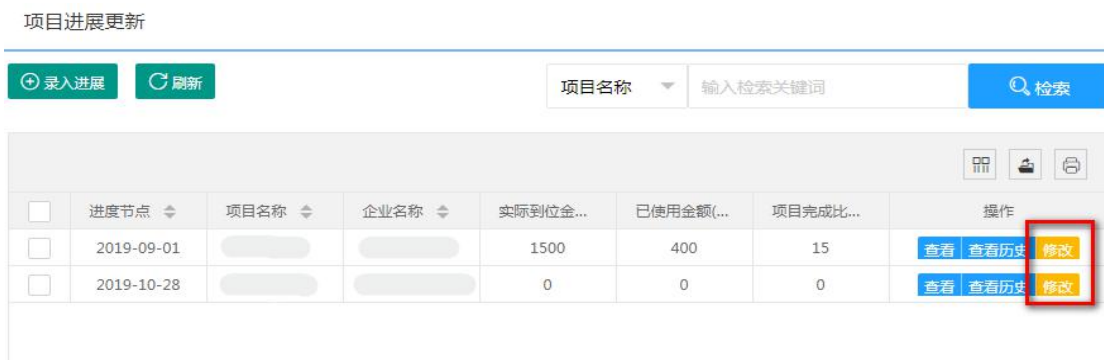 项目进展更新
录入进展 刷新 项目名称 输入检索关键词 检索
进度节点 项目名称 企业名称 实际到位金... 已使用金额(... 项目完成比... 操作
2019-09-01 1500 400 15 查看 查看历史 修改
2019-10-28 0 0 0 查看 查看历史 修改